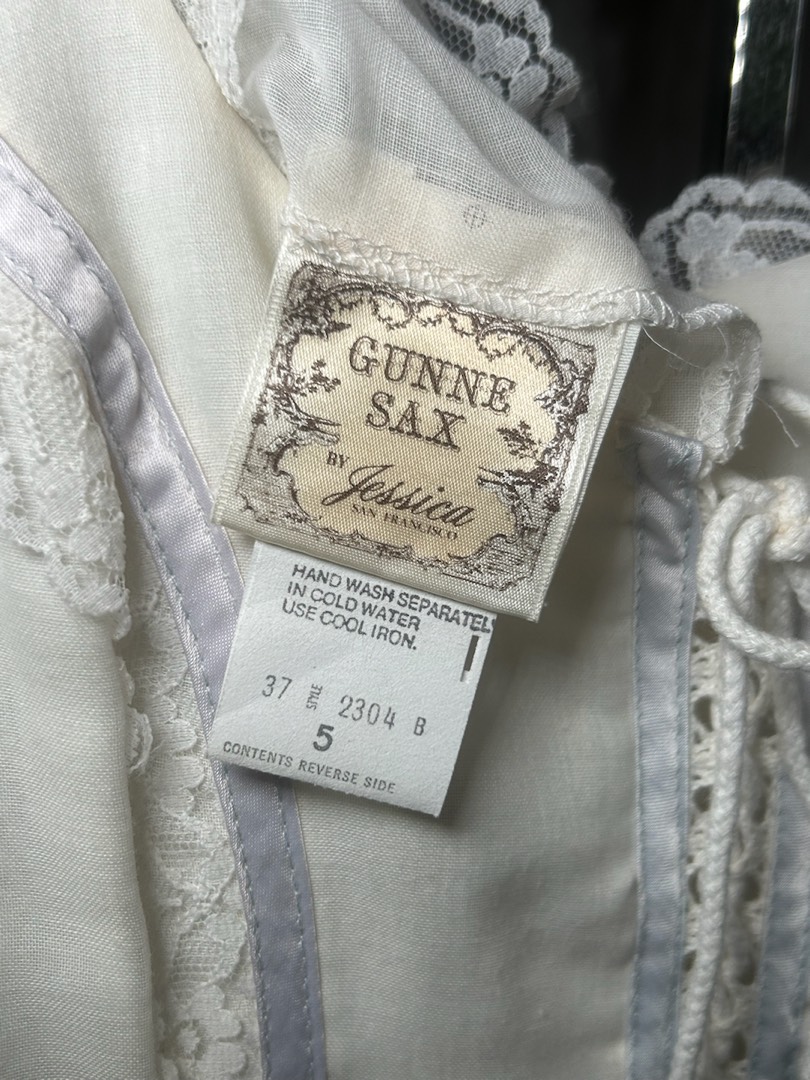 GUNNE
SAX
BY Jessica
SAN FRANCISCO
HAND WASH SEPARATEL
IN COLD WATER
USE COOL IRON.
37 STYLE 2304 B
5
CONTENTS REVERSE SIDE